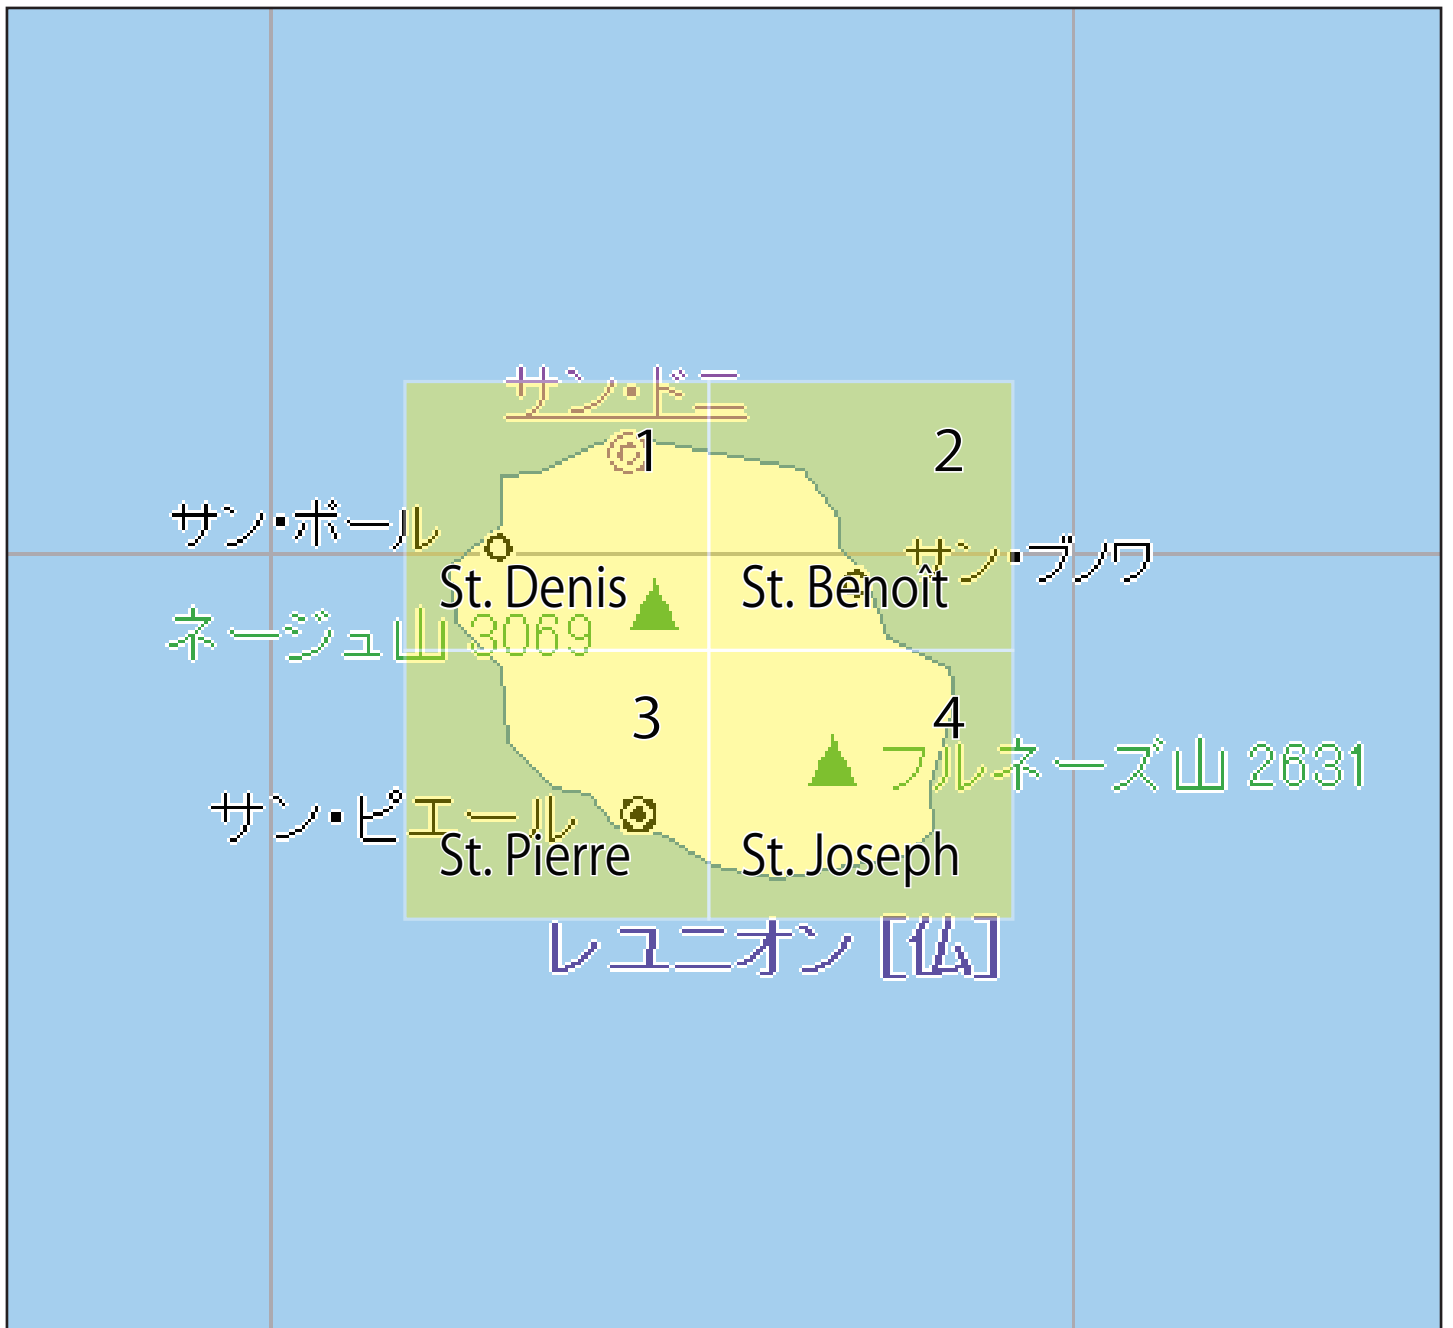 サン・ドニ
1
2
サン・ポール
サン・ブノワ
St. Denis
St. Benoît
ネージュ山 3069
3
4
フルネーズ山 2631
サン・ピエール
St. Pierre
St. Joseph
レユニオン [仏]